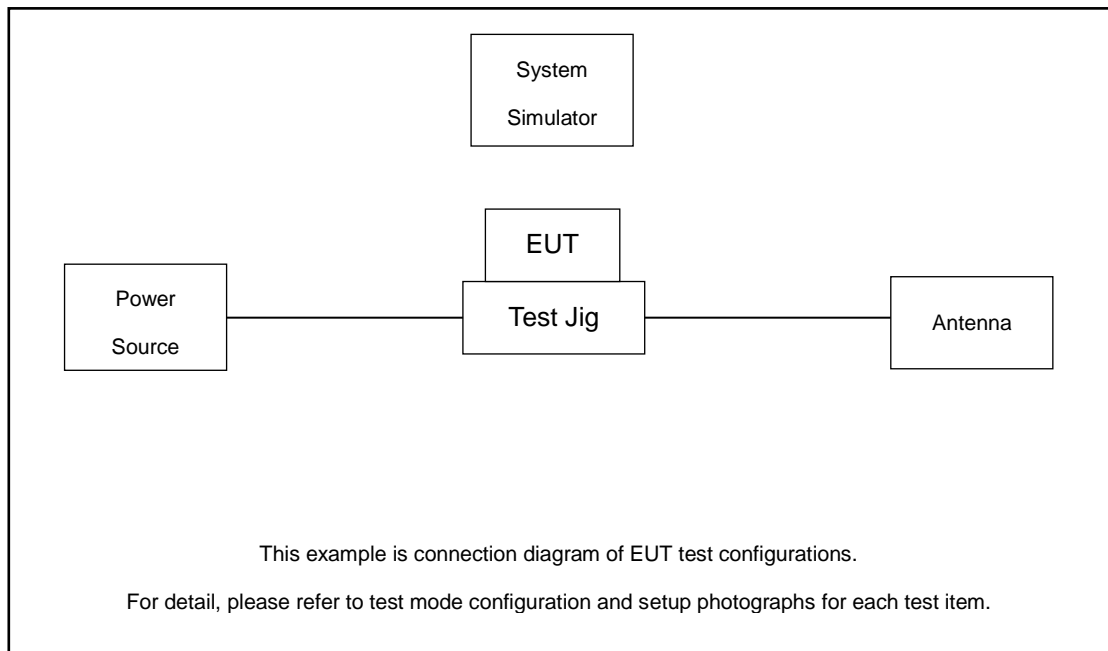 System
Simulator
EUT
Power
Source
Test Jig
Antenna
This example is connection diagram of EUT test configurations.
For detail, please refer to test mode configuration and setup photographs for each test item.